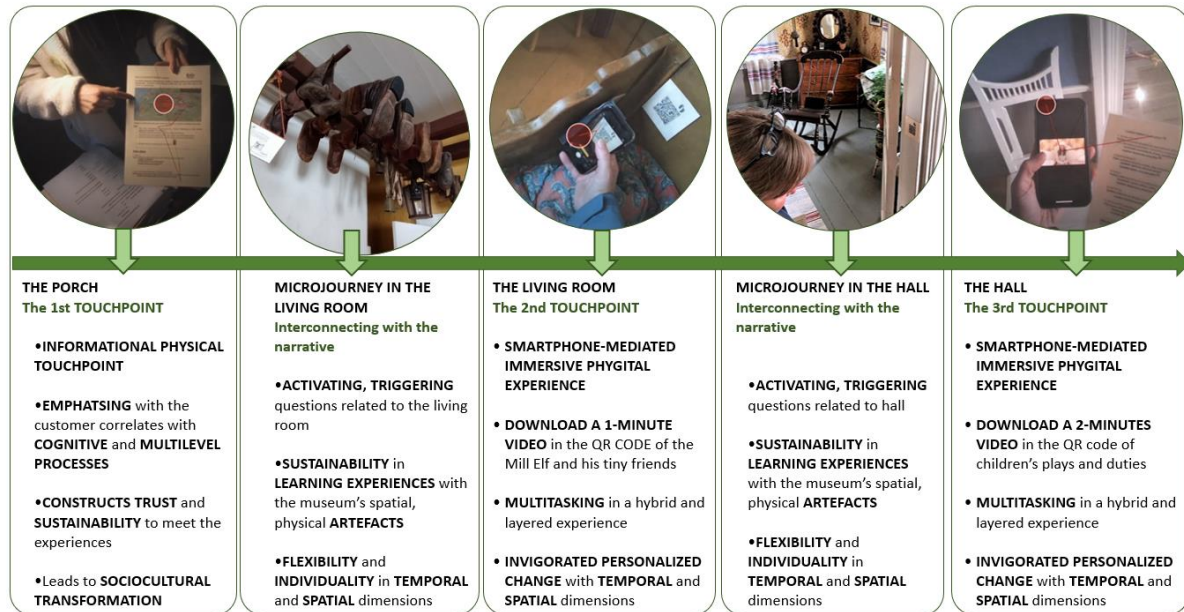 THE PORCH
The 1st TOUCHPOINT
•INFORMATIONAL PHYSICAL
TOUCHPOINT
•EMPHATSING with the
customer correlates with
COGNITIVE and MULTILEVEL
PROCESSES
•CONSTRUCTS TRUST and
SUSTAINABILITY to meet the
experiences
•Leads to SOCIOCULTURAL
TRANSFORMATION
MICROJOURNEY IN THE
LIVING ROOM
Interconnecting with the
narrative
•ACTIVATING, TRIGGERING
questions related to the living
room
•SUSTAINABILITY in
LEARNING EXPERIENCES with
the museum's spatial,
physical ARTEFACTS
•FLEXIBILITY and
INDIVIDUALITY in TEMPORAL
and SPATIAL dimensions
THE LIVING ROOM
The 2nd TOUCHPOINT
• SMARTPHONE-MEDIATED
IMMERSIVE PHYGITAL
EXPERIENCE
• DOWNLOAD A 1-MINUTE
VIDEO in the QR CODE of the
Mill Elf and his tiny friends
• MULTITASKING in a hybrid and
layered experience
• INVIGORATED PERSONALIZED
CHANGE with TEMPORAL and
SPATIAL dimensions
MICROJOURNEY IN THE HALL
Interconnecting with the
narrative
•ACTIVATING, TRIGGERING
questions related to hall
•SUSTAINABILITY in
LEARNING EXPERIENCES
with the museum's spatial,
physical ARTEFACTS
•FLEXIBILITY and
INDIVIDUALITY in
TEMPORAL and SPATIAL
dimensions
THE HALL
The 3rd TOUCHPOINT
• SMARTPHONE-MEDIATED
IMMERSIVE PHYGITAL
EXPERIENCE
• DOWNLOAD A 2-MINUTES
VIDEO in the QR code of
children's plays and duties
• MULTITASKING in a hybrid and
layered experience
• INVIGORATED PERSONALIZED
CHANGE with TEMPORAL and
SPATIAL dimensions